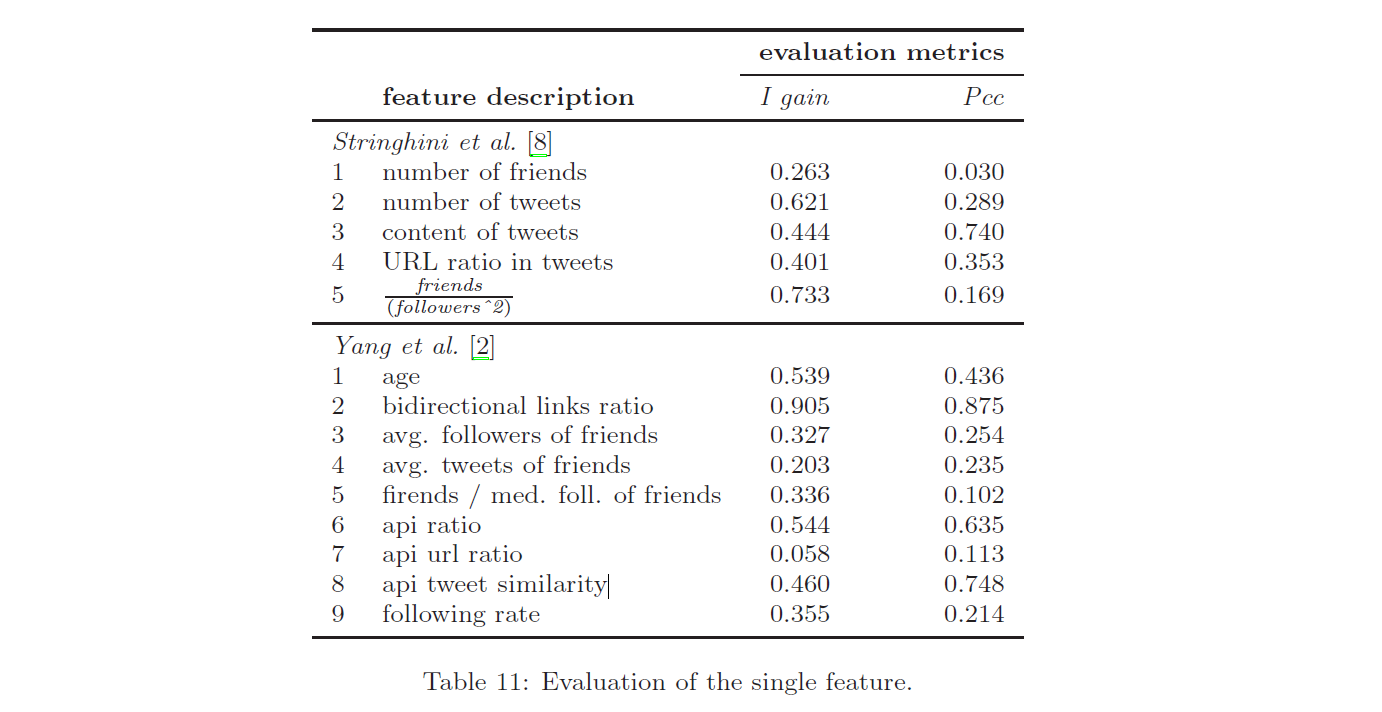 evaluation metrics
feature description I gain Pcc
Stringhini et al. [8]
1 number of friends 0.263 0.030
2 number of tweets 0.621 0.289
3 content of tweets 0.444 0.740
4 URL ratio in tweets 0.401 0.353
5 friends/(followers^2) 0.733 0.169
Yang et al. [2]
1 age 0.539 0.436
2 bidirectional links ratio 0.905 0.875
3 avg. followers of friends 0.327 0.254
4 avg. tweets of friends 0.203 0.235
5 firends / med. foll. of friends 0.336 0.102
6 api ratio 0.544 0.635
7 api url ratio 0.058 0.113
8 api tweet similarity 0.460 0.748
9 following rate 0.355 0.214
Table 11: Evaluation of the single feature.